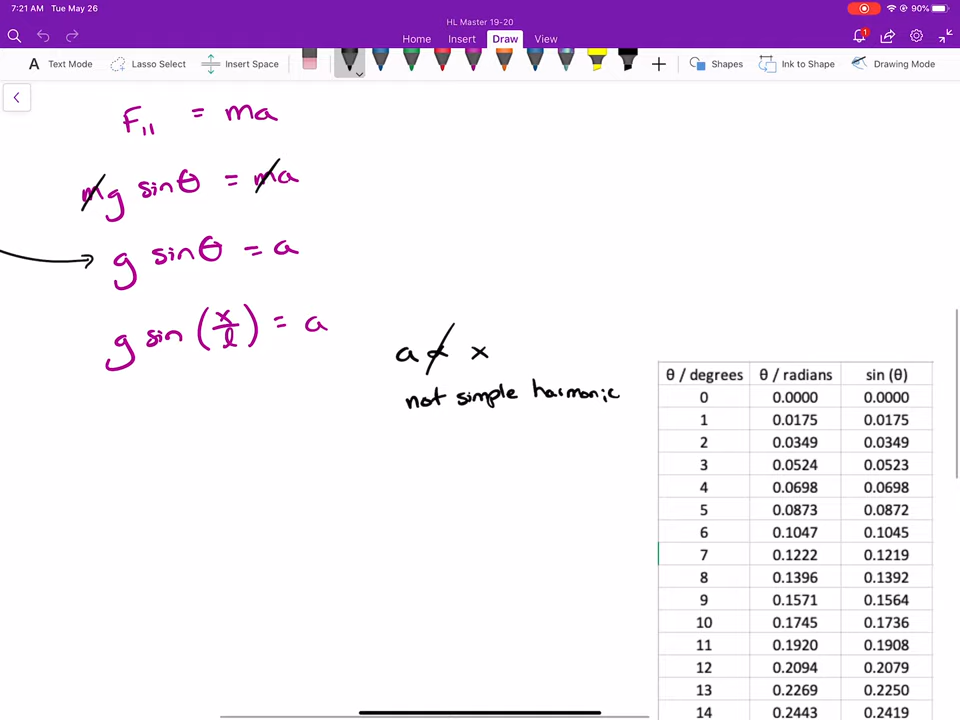 7:21 AM Tue May 26
90%
HL Master 19-20
Home Insert Draw View
1
A Text Mode Lasso Select Insert Space Shapes Ink to Shape Drawing Mode
F|| = ma
mg sinθ = ma
g sinθ = a
g sin (x/l) = a
a ∝̸ x
not simple harmonic
θ / degrees θ / radians sin (θ)
0 0.0000 0.0000
1 0.0175 0.0175
2 0.0349 0.0349
3 0.0524 0.0523
4 0.0698 0.0698
5 0.0873 0.0872
6 0.1047 0.1045
7 0.1222 0.1219
8 0.1396 0.1392
9 0.1571 0.1564
10 0.1745 0.1736
11 0.1920 0.1908
12 0.2094 0.2079
13 0.2269 0.2250
14 0.2443 0.2419